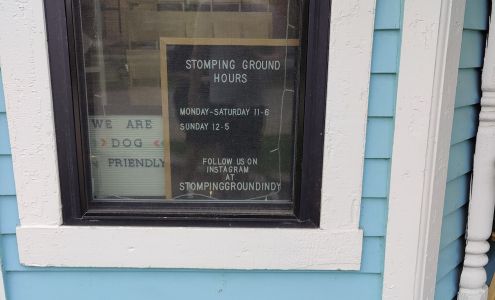 STOMPING GROUND
HOURS
MONDAY-SATURDAY 11-6
SUNDAY 12-5
FOLLOW US ON
INSTAGRAM
AT
STOMPINGGROUNDINDY
WE ARE
DOG
FRIENDLY